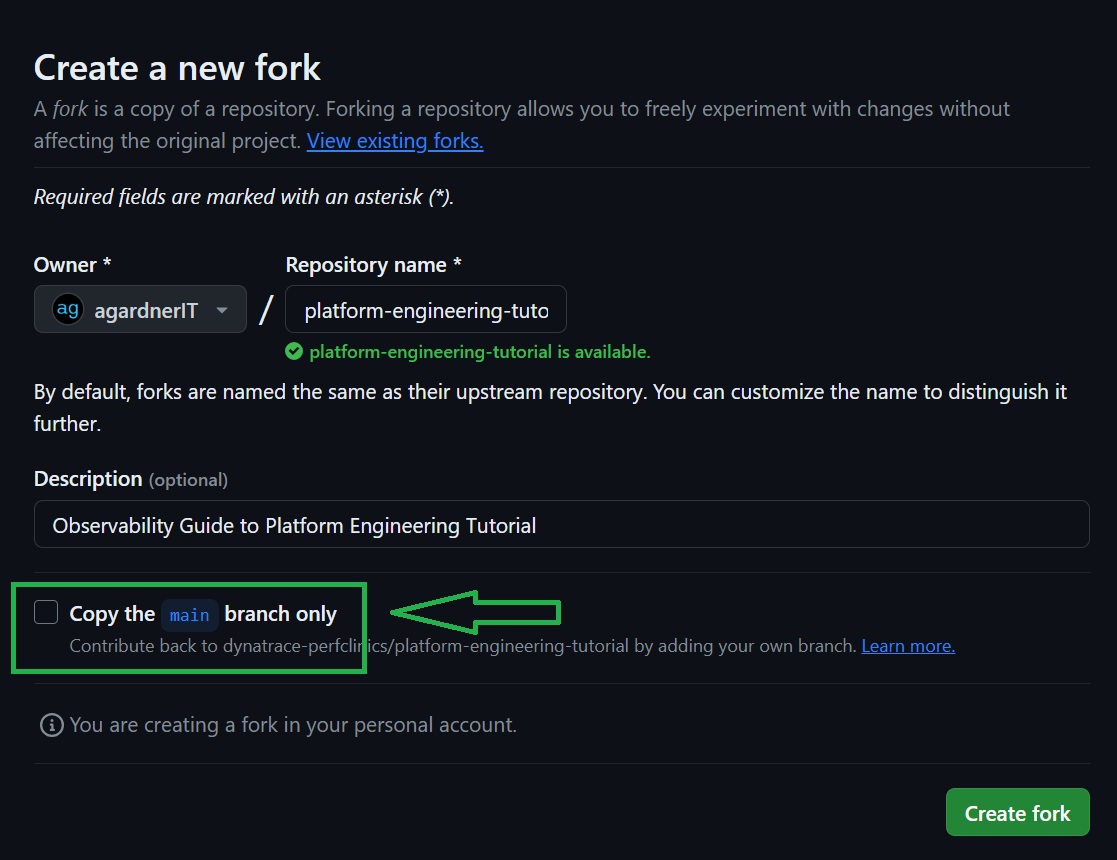 Create a new fork
A fork is a copy of a repository. Forking a repository allows you to freely experiment with changes without
affecting the original project. View existing forks.
Required fields are marked with an asterisk (*).
Owner *
Repository name *
ag agardnerIT / platform-engineering-tuto
platform-engineering-tutorial is available.
By default, forks are named the same as their upstream repository. You can customize the name to distinguish it
further.
Description (optional)
Observability Guide to Platform Engineering Tutorial
Copy the main branch only
Contribute back to dynatrace-perfclinics/platform-engineering-tutorial by adding your own branch. Learn more.
You are creating a fork in your personal account.
Create fork